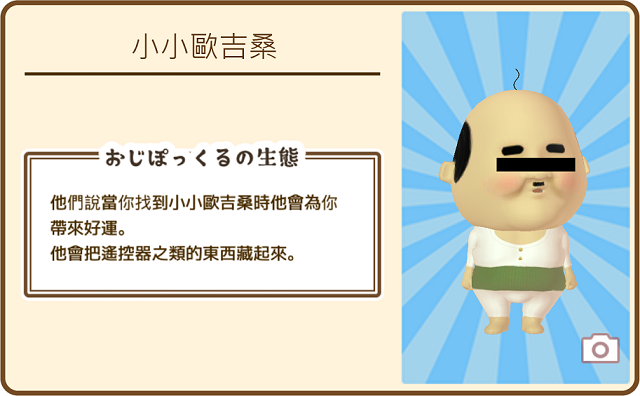 小小歐吉桑
おじぽっくるの生態
他們說當你找到小小歐吉桑時他會為你
帶來好運。
他會把遙控器之類的東西藏起來。